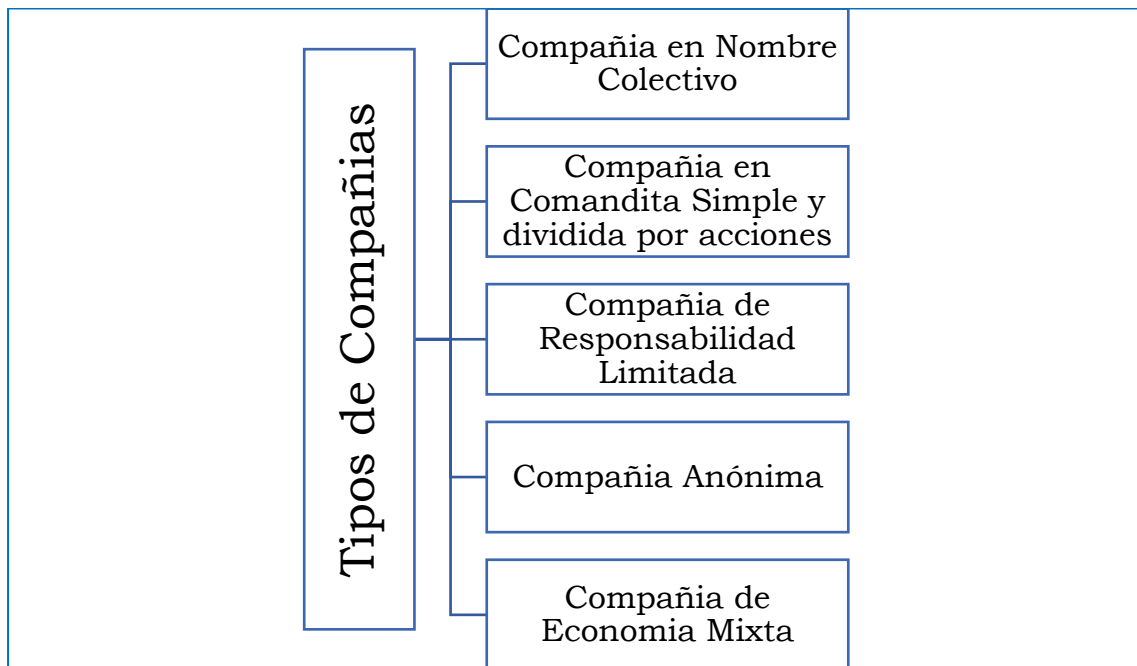 Tipos de Compañias
Compañia en Nombre
Colectivo
Compañia en
Comandita Simple y
dividida por acciones
Compañia de
Responsabilidad
Limitada
Compañia Anónima
Compañia de
Economia Mixta